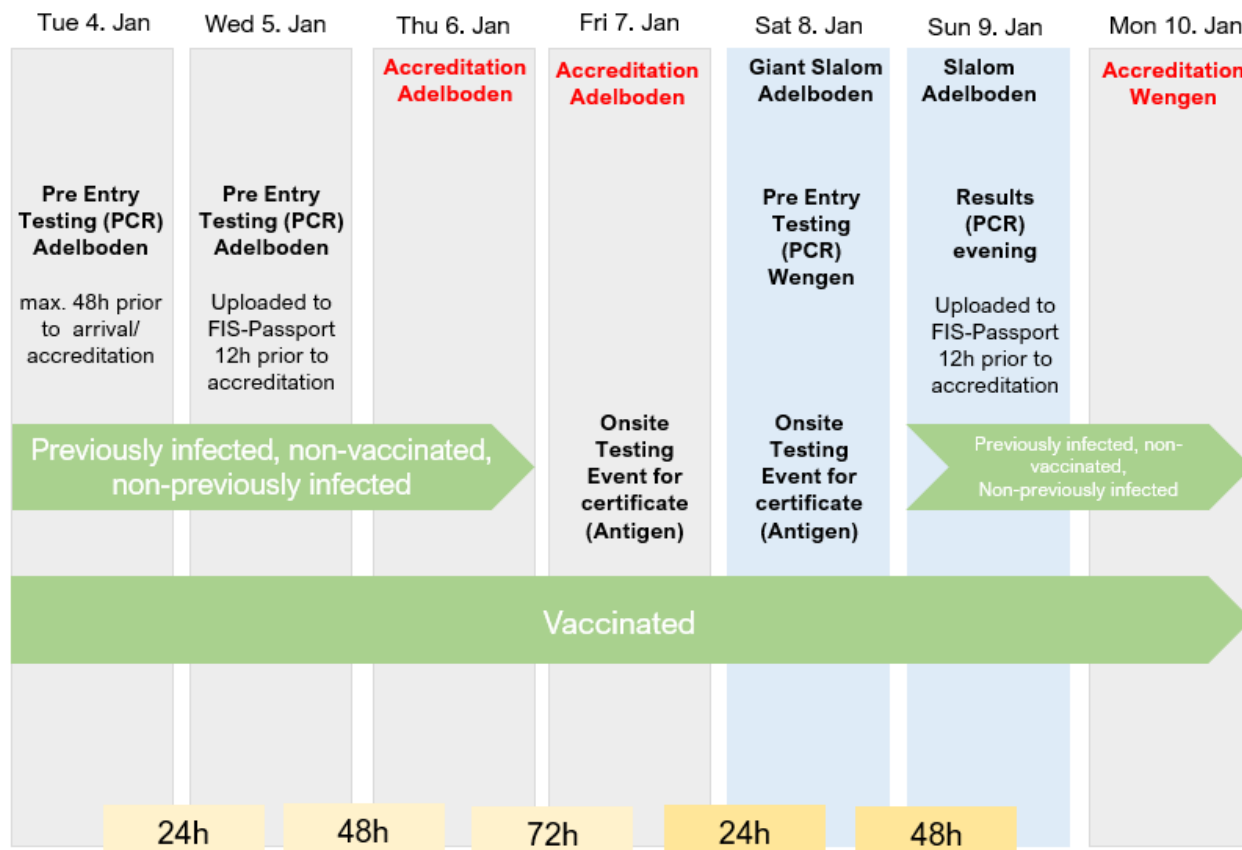 Tue 4. Jan
Wed 5. Jan
Thu 6. Jan
Fri 7. Jan
Sat 8. Jan
Sun 9. Jan
Mon 10. Jan
Accreditation
Adelboden
Accreditation
Adelboden
Giant Slalom
Adelboden
Slalom
Adelboden
Accreditation
Wengen
Pre Entry
Testing (PCR)
Adelboden
max. 48h prior
to arrival/
accreditation
Pre Entry
Testing (PCR)
Adelboden
Uploaded to
FIS-Passport
12h prior to
accreditation
Pre Entry
Testing
(PCR)
Wengen
Results
(PCR)
evening
Uploaded to
FIS-Passport
12h prior to
accreditation
Previously infected, non-vaccinated,
non-previously infected
Onsite
Testing
Event for
certificate
(Antigen)
Onsite
Testing
Event for
certificate
(Antigen)
Previously infected, non-
vaccinated,
Non-previously infected
Vaccinated
24h
48h
72h
24h
48h